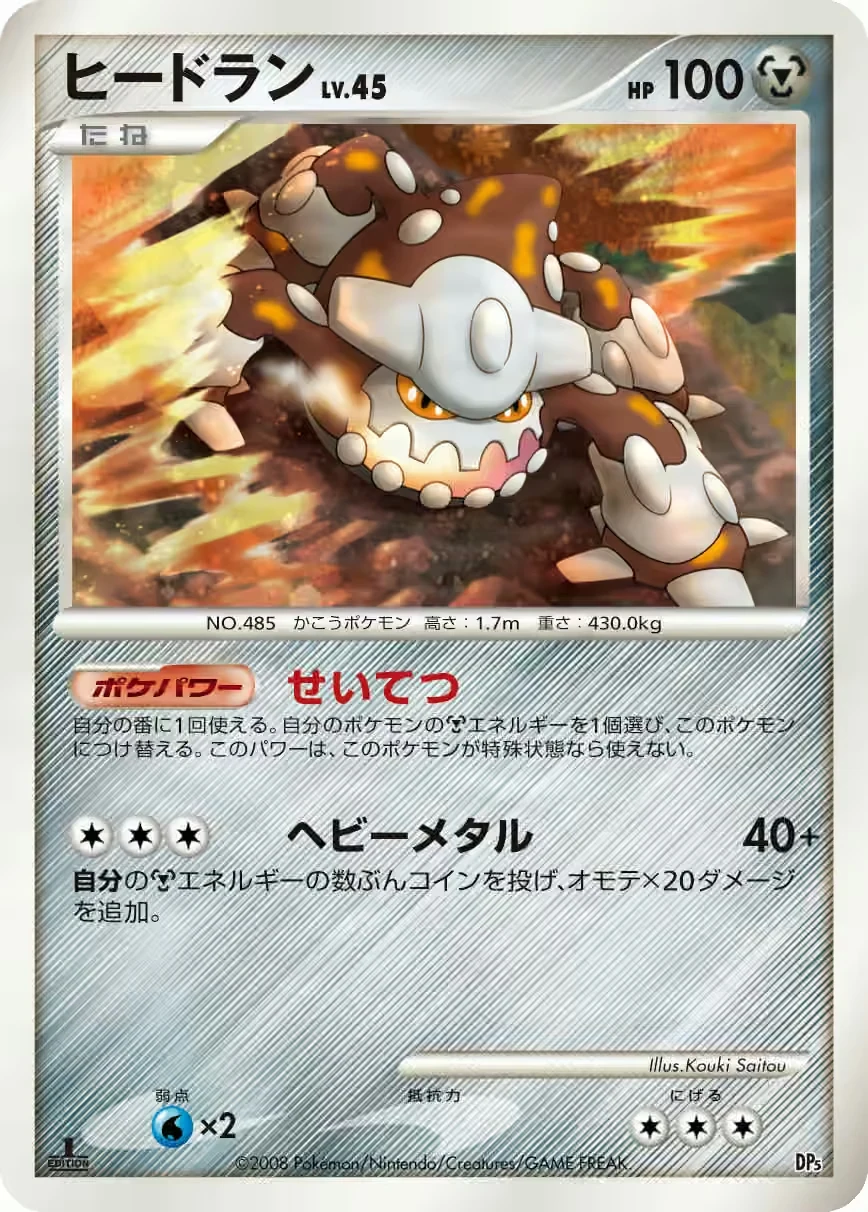 ヒードラン LV.45 HP 100
たね
NO.485 かこうポケモン 高さ：1.7m 重さ：430.0kg
ポケパワー せいてつ
自分の番に1回使える。自分のポケモンのエネルギーを1個選び、このポケモン
につけ替える。このパワーは、このポケモンが特殊状態なら使えない。
ヘビーメタル 40+
自分のエネルギーの数ぶんコインを投げ、オモテ×20ダメージ
を追加。
Illus.Kouki Saitou
弱点 抵抗力 にげる
×2
1 EDITION ©2008 Pokémon/Nintendo/Creatures/GAME FREAK. DP5